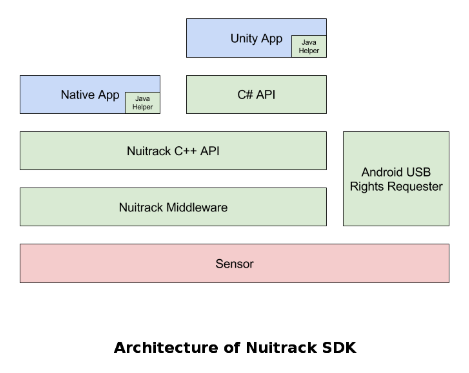 Unity App
Java
Helper
Native App
Java
Helper
C# API
Nuitrack C++ API
Android USB
Rights Requester
Nuitrack Middleware
Sensor
Architecture of Nuitrack SDK